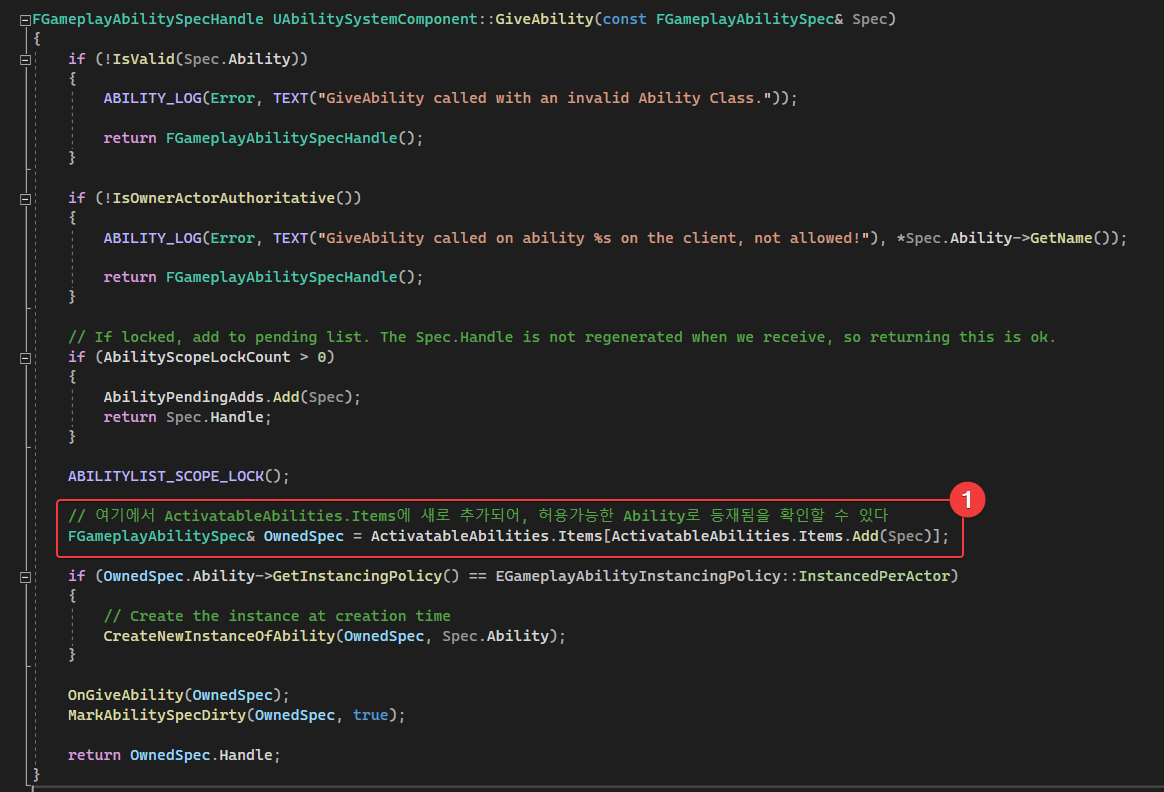 FGameplayAbilitySpecHandle UAbilitySystemComponent::GiveAbility(const FGameplayAbilitySpec& Spec)
{
if (!IsValid(Spec.Ability))
{
ABILITY_LOG(Error, TEXT("GiveAbility called with an invalid Ability Class."));
return FGameplayAbilitySpecHandle();
}
if (!IsOwnerActorAuthoritative())
{
ABILITY_LOG(Error, TEXT("GiveAbility called on ability %s on the client, not allowed!"), *Spec.Ability->GetName());
return FGameplayAbilitySpecHandle();
}
// If locked, add to pending list. The Spec.Handle is not regenerated when we receive, so returning this is ok.
if (AbilityScopeLockCount > 0)
{
AbilityPendingAdds.Add(Spec);
return Spec.Handle;
}
ABILITYLIST_SCOPE_LOCK();
1
// 여기에서 ActivatableAbilities.Items에 새로 추가되어, 허용가능한 Ability로 등재됨을 확인할 수 있다
FGameplayAbilitySpec& OwnedSpec = ActivatableAbilities.Items[ActivatableAbilities.Items.Add(Spec)];
if (OwnedSpec.Ability->GetInstancingPolicy() == EGameplayAbilityInstancingPolicy::InstancedPerActor)
{
// Create the instance at creation time
CreateNewInstanceOfAbility(OwnedSpec, Spec.Ability);
}
OnGiveAbility(OwnedSpec);
MarkAbilitySpecDirty(OwnedSpec, true);
return OwnedSpec.Handle;
}